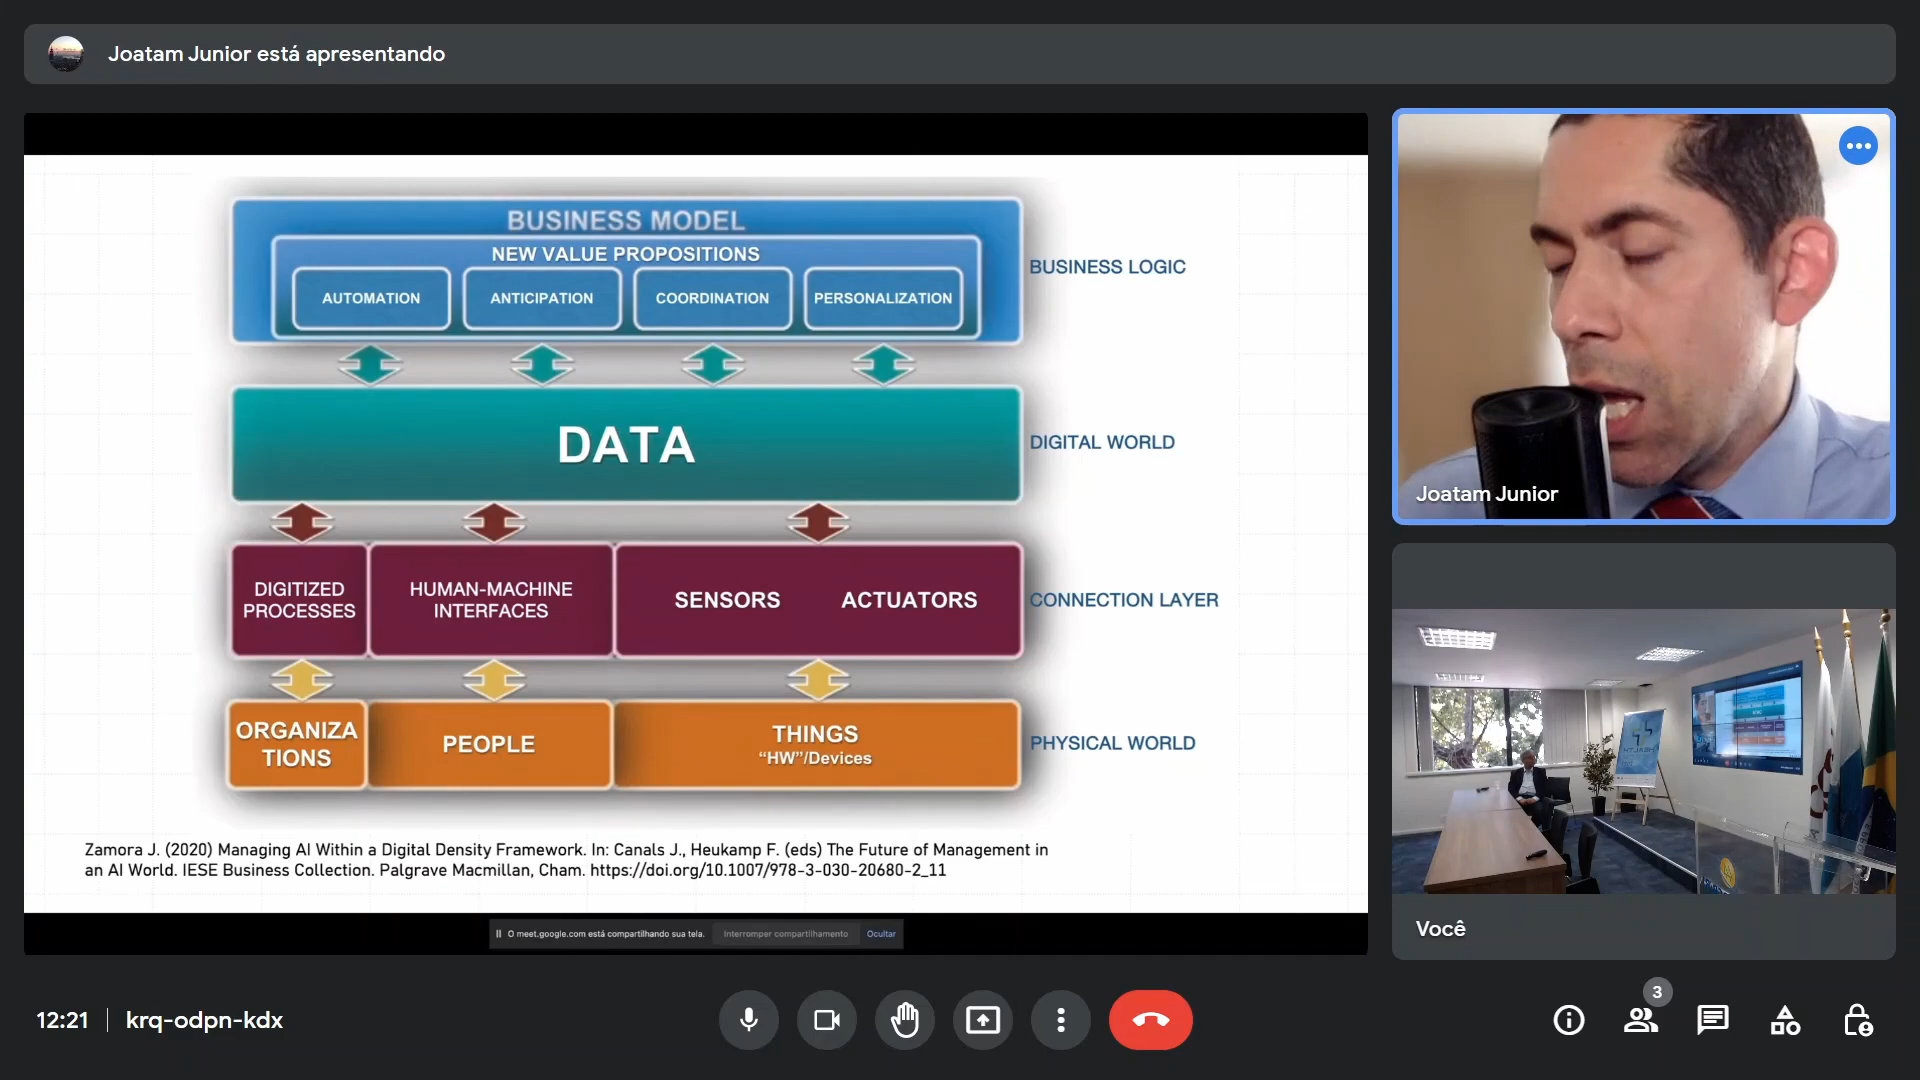 Joatam Junior está apresentando
BUSINESS MODEL
NEW VALUE PROPOSITIONS
AUTOMATION
ANTICIPATION
COORDINATION
PERSONALIZATION
BUSINESS LOGIC
DATA
DIGITAL WORLD
DIGITIZED
PROCESSES
HUMAN-MACHINE
INTERFACES
SENSORS
ACTUATORS
CONNECTION LAYER
ORGANIZA
TIONS
PEOPLE
THINGS
“HW”/Devices
PHYSICAL WORLD
Zamora J. (2020) Managing AI Within a Digital Density Framework. In: Canals J., Heukamp F. (eds) The Future of Management in
an AI World. IESE Business Collection. Palgrave Macmillan, Cham. https://doi.org/10.1007/978-3-030-20680-2_11
O meet.google.com está compartilhando sua tela.
Interromper compartilhamento
Ocultar
Joatam Junior
HEALTH
Você
12:21
krq-odpn-kdx
3